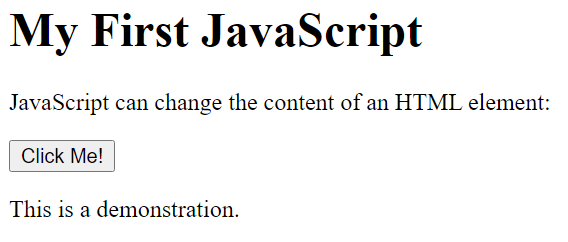 My First JavaScript
JavaScript can change the content of an HTML element:
Click Me!
This is a demonstration.